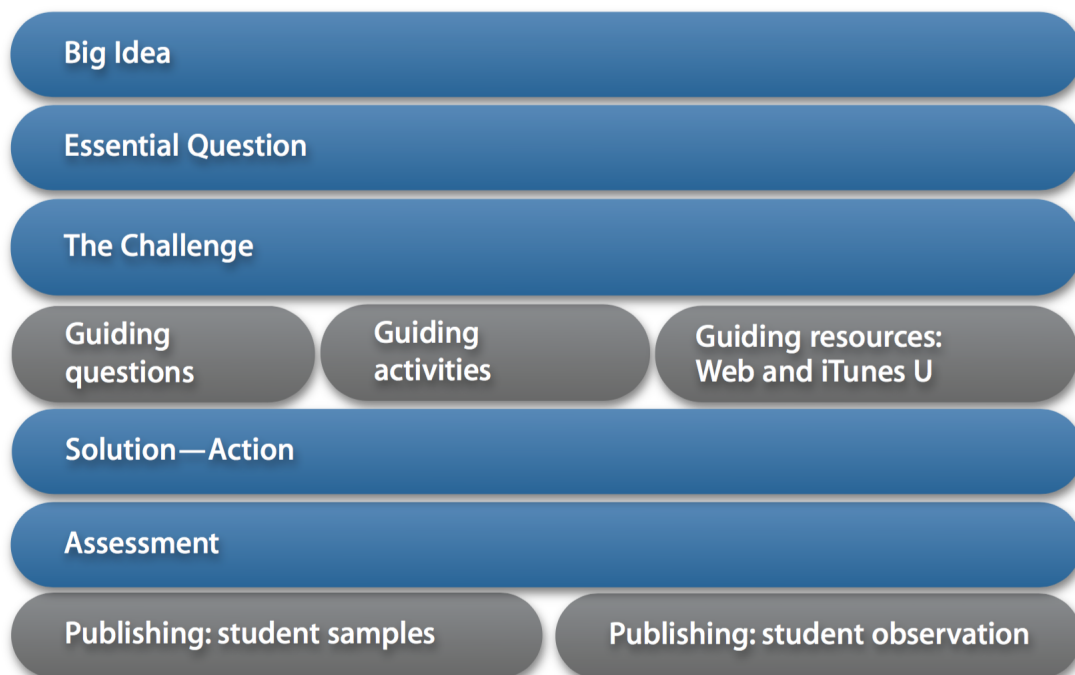 Big Idea
Essential Question
The Challenge
Guiding
questions
Guiding
activities
Guiding resources:
Web and iTunes U
Solution—Action
Assessment
Publishing: student samples
Publishing: student observation